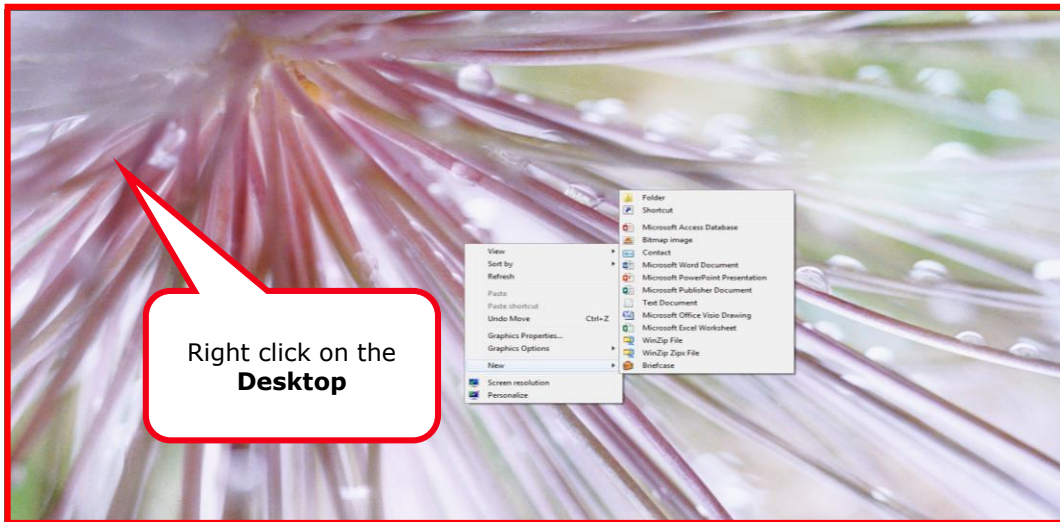 Right click on the
Desktop
View
Sort by
Refresh
Paste
Paste shortcut
Undo Move Ctrl+Z
Graphics Properties...
Graphics Options
New
Screen resolution
Personalize
Folder
Shortcut
Microsoft Access Database
Bitmap image
Contact
Microsoft Word Document
Microsoft PowerPoint Presentation
Microsoft Publisher Document
Text Document
Microsoft Office Visio Drawing
Microsoft Excel Worksheet
WinZip File
WinZip Zipx File
Briefcase